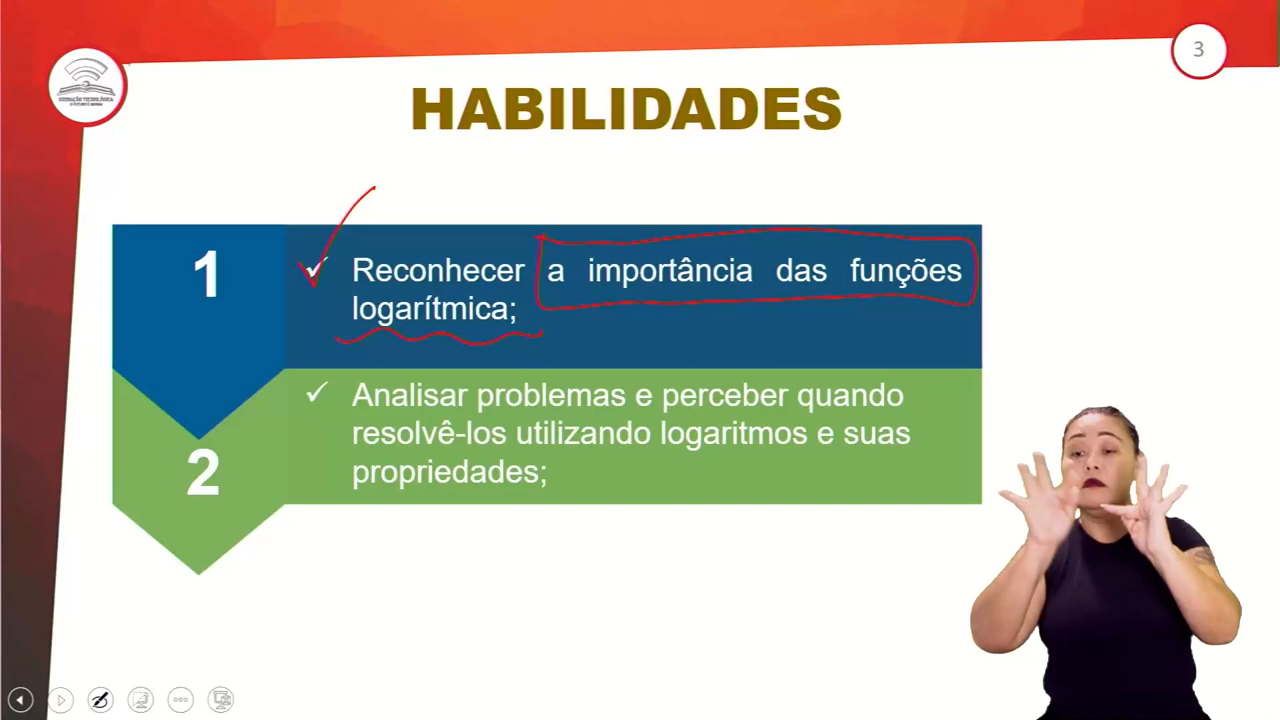 3
HABILIDADES
1
✓ Reconhecer a importância das funções
logarítmica;
2
✓ Analisar problemas e perceber quando
resolvê-los utilizando logaritmos e suas
propriedades;